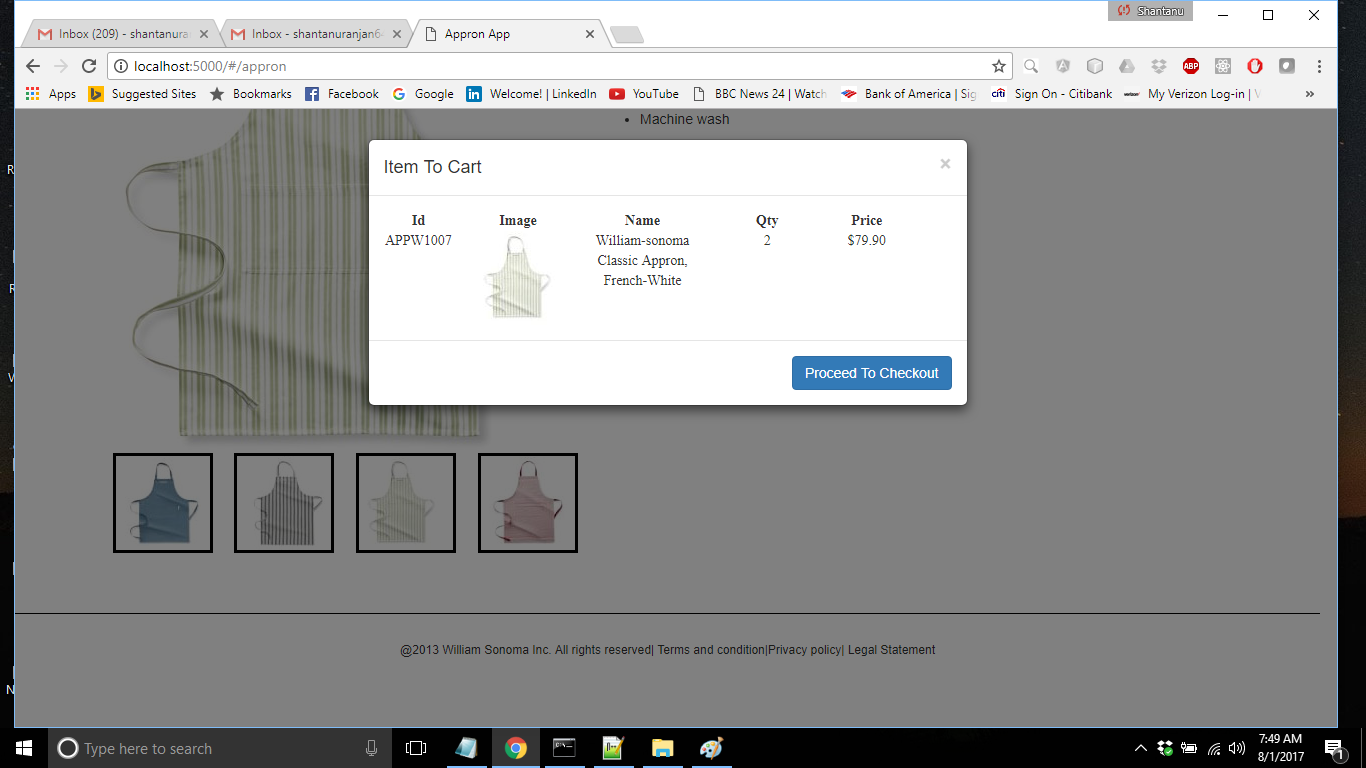 Shantanu
Inbox (209) - shantanura
Inbox - shantanuranjan6
Appron App
localhost:5000/#/appron
ABP
Apps
Suggested Sites
Bookmarks
Facebook
Google
Welcome! | LinkedIn
YouTube
BBC News 24 | Watch
Bank of America | Sig
citi Sign On - Citibank
My Verizon Log-in |
Machine wash
Item To Cart ×
Id Image Name Qty Price
APPW1007 William-sonoma 2 $79.90
Classic Appron,
French-White
Proceed To Checkout
@2013 William Sonoma Inc. All rights reserved| Terms and condition|Privacy policy| Legal Statement
R
R
W
N
Type here to search
7:49 AM
8/1/2017
1